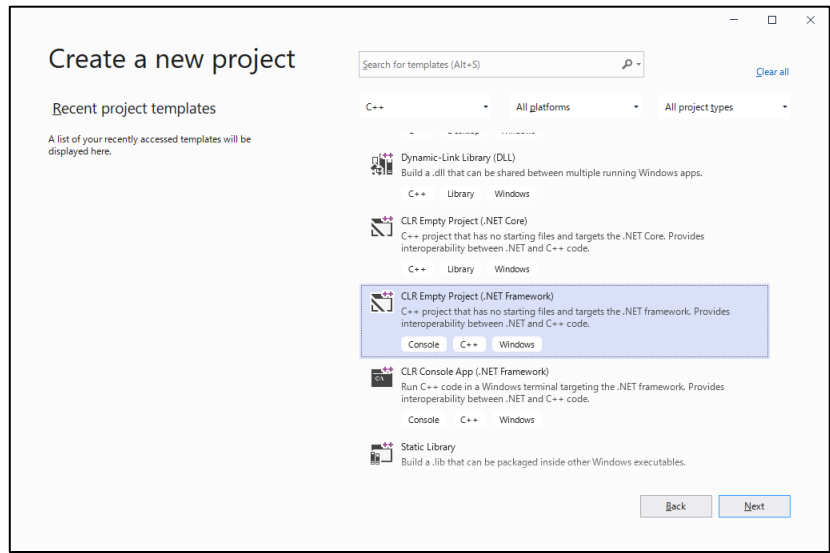 Create a new project
Search for templates (Alt+S)
Clear all
Recent project templates
A list of your recently accessed templates will be
displayed here.
C++
All platforms
All project types
Dynamic-Link Library (DLL)
Build a .dll that can be shared between multiple running Windows apps.
C++ Library Windows
CLR Empty Project (.NET Core)
C++ project that has no starting files and targets the .NET Core. Provides
interoperability between .NET and C++ code.
C++ Library Windows
CLR Empty Project (.NET Framework)
C++ project that has no starting files and targets the .NET framework. Provides
interoperability between .NET and C++ code.
Console C++ Windows
CLR Console App (.NET Framework)
Run C++ code in a Windows terminal targeting the .NET framework. Provides
interoperability between .NET and C++ code.
Console C++ Windows
Static Library
Build a .lib that can be packaged inside other Windows executables.
Back
Next